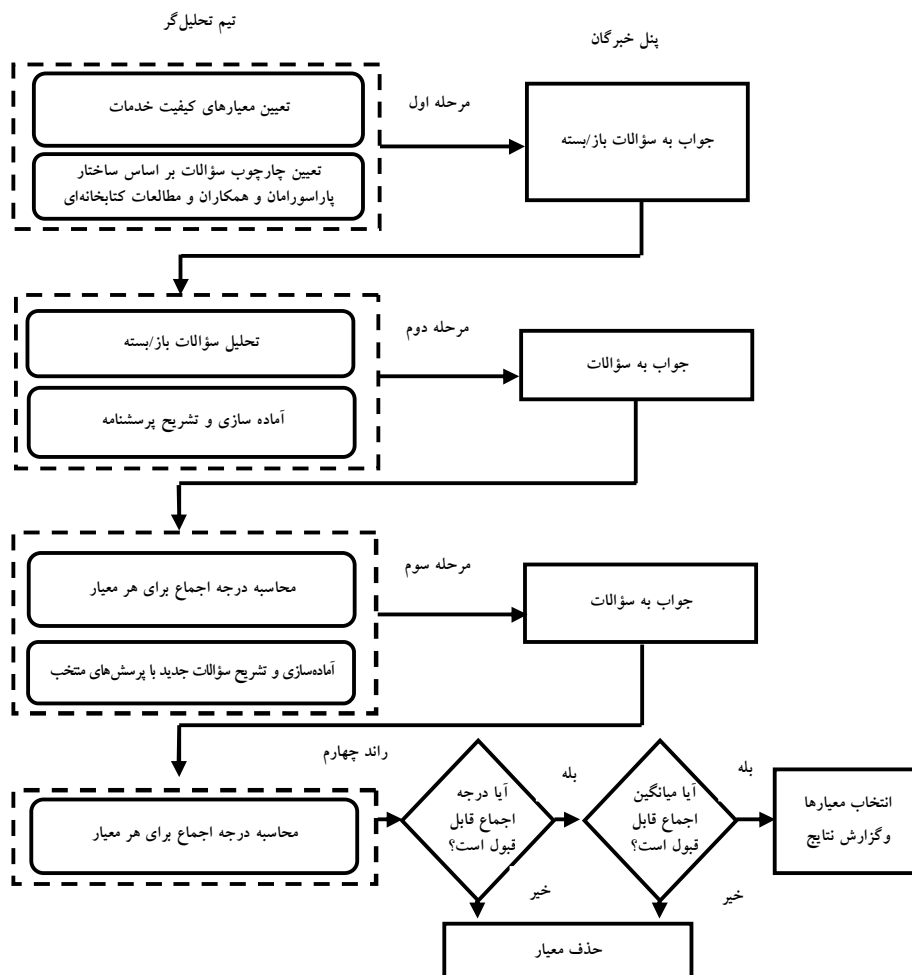 تیم تحلیل‌گر
پنل خبرگان
تعیین معیارهای کیفیت خدمات
مرحله اول
جواب به سؤالات باز/بسته
تعیین چارچوب سؤالات بر اساس ساختار
پاراسورامان و همکاران و مطالعات کتابخانه‌ای
تحلیل سؤالات باز/بسته
مرحله دوم
جواب به سؤالات
آماده سازی و تشریح پرسشنامه
محاسبه درجه اجماع برای هر معیار
مرحله سوم
جواب به سؤالات
آماده‌سازی و تشریح سؤالات جدید با پرسش‌های منتخب
راند چهارم
محاسبه درجه اجماع برای هر معیار
آیا درجه
اجماع قابل
قبول است؟
بله
خیر
آیا میانگین
اجماع قابل
قبول است؟
بله
خیر
انتخاب معیارها
وگزارش نتایج
حذف معیار